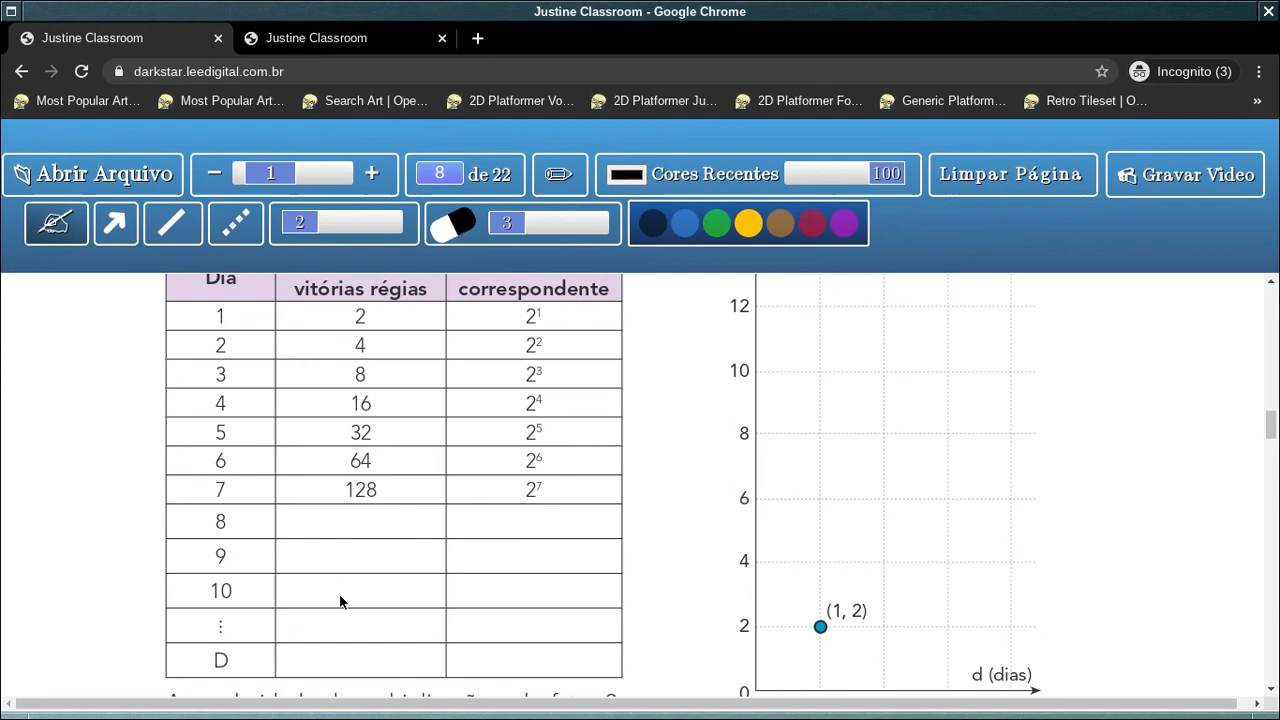 Justine Classroom - Google Chrome
Justine Classroom
Justine Classroom
darkstar.leedigital.com.br
Incognito (3)
Most Popular Art...
Most Popular Art...
Search Art | Ope...
2D Platformer Vo...
2D Platformer Ju...
2D Platformer Fo...
Generic Platform...
Retro Tileset | O...
»
Abrir Arquivo
− 1 +
8 de 22
Cores Recentes 100
Limpar Página
Gravar Video
2
3
Dia vitórias régias correspondente
1 2 2¹
2 4 2²
3 8 2³
4 16 2⁴
5 32 2⁵
6 64 2⁶
7 128 2⁷
8
9
10
⋮
D
12
10
8
6
4
2
0
(1, 2)
d (dias)